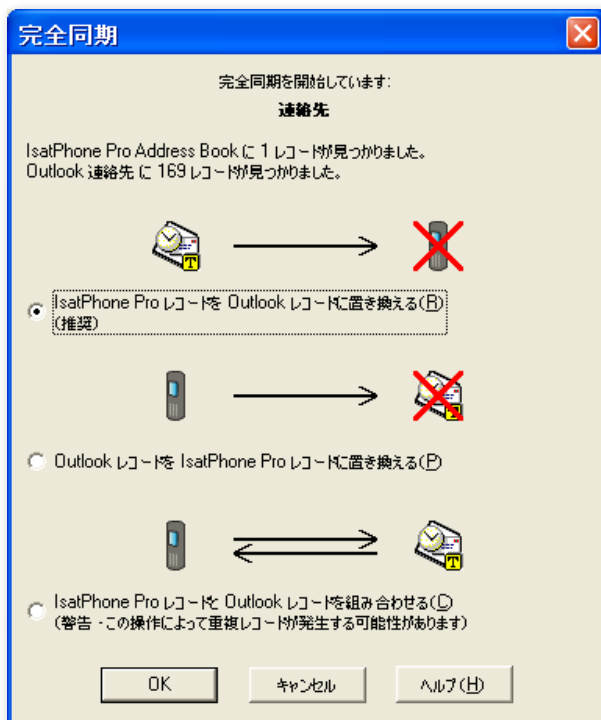 完全同期
完全同期を開始しています:
連絡先
IsatPhone Pro Address Book に 1 レコードが見つかりました。
Outlook 連絡先 に 169 レコードが見つかりました。
IsatPhone Pro レコードを Outlook レコードに置き換える(R)
(推奨)
Outlook レコードを IsatPhone Pro レコードに置き換える(P)
IsatPhone Pro レコードと Outlook レコードを組み合わせる(C)
(警告 - この操作によって重複レコードが発生する可能性があります)
OK
キャンセル
ヘルプ(H)